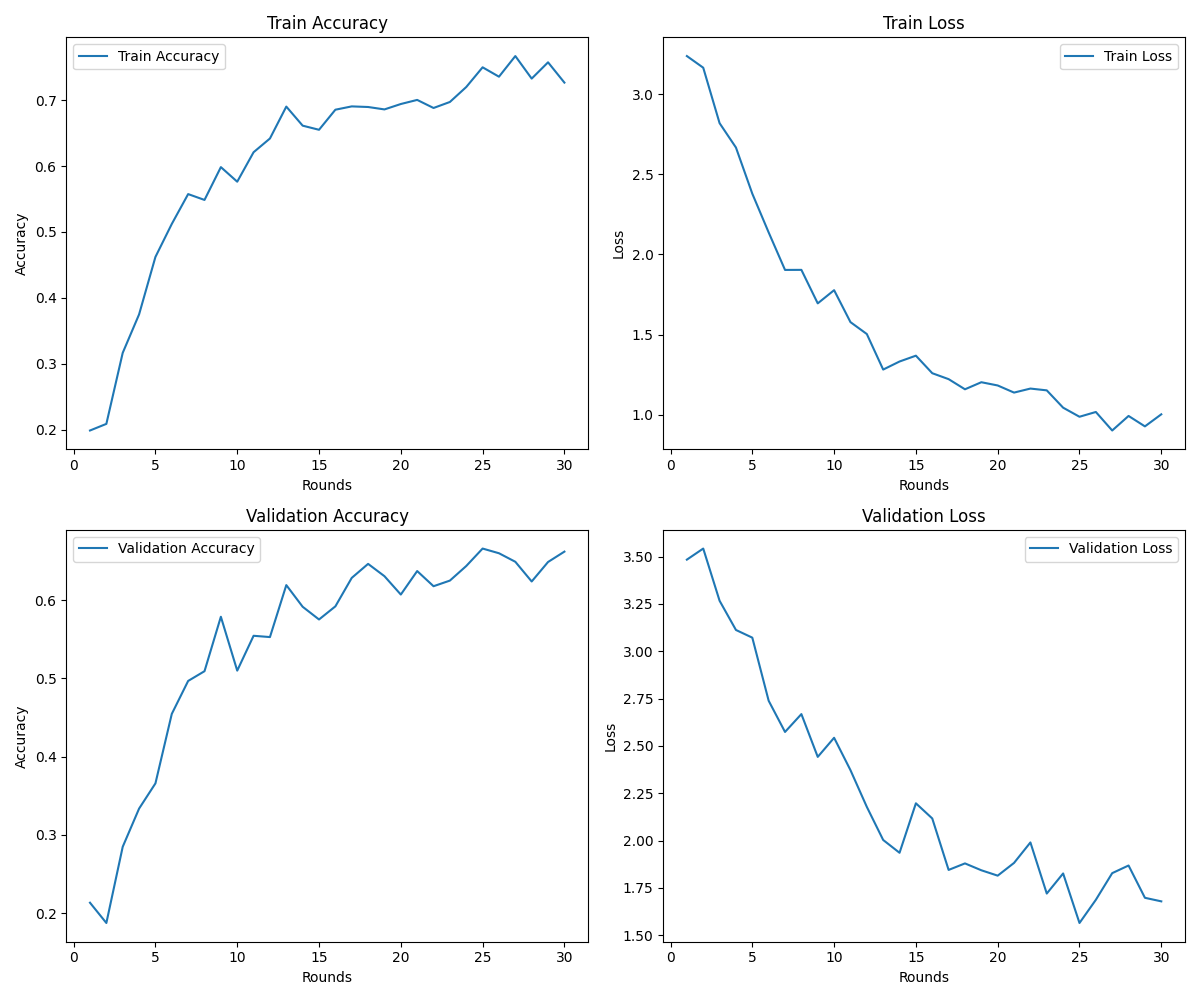 Train Accuracy
Train Accuracy
Accuracy
0.7
0.6
0.5
0.4
0.3
0.2
0 5 10 15 20 25 30
Rounds
Train Loss
Train Loss
Loss
3.0
2.5
2.0
1.5
1.0
0 5 10 15 20 25 30
Rounds
Validation Accuracy
Validation Accuracy
Accuracy
0.6
0.5
0.4
0.3
0.2
0 5 10 15 20 25 30
Rounds
Validation Loss
Validation Loss
Loss
3.50
3.25
3.00
2.75
2.50
2.25
2.00
1.75
1.50
0 5 10 15 20 25 30
Rounds